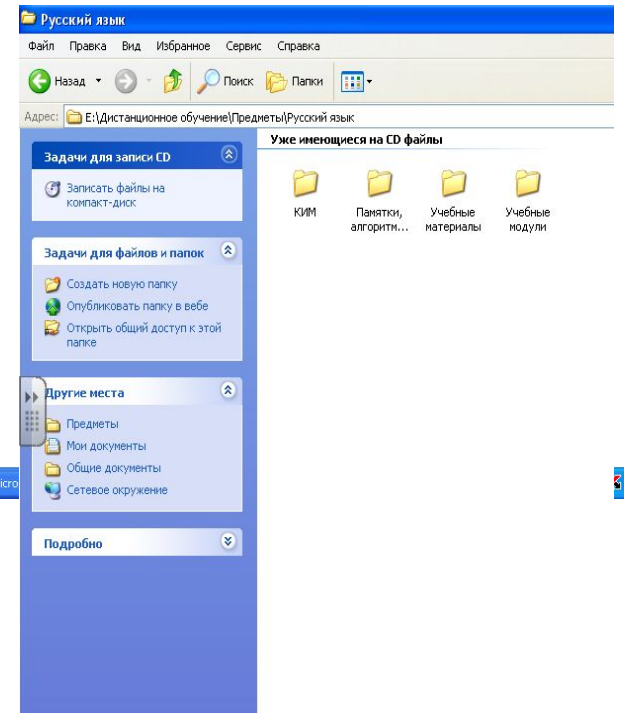 Русский язык
Файл Правка Вид Избранное Сервис Справка
Назад Поиск Папки
Адрес: E:\Дистанционное обучение\Предметы\Русский язык
Уже имеющиеся на CD файлы
Задачи для записи CD
Записать файлы на
компакт-диск
КИМ
Памятки,
алгоритм...
Учебные
материалы
Учебные
модули
Задачи для файлов и папок
Создать новую папку
Опубликовать папку в вебе
Открыть общий доступ к этой
папке
Другие места
Предметы
Мои документы
Общие документы
Сетевое окружение
Подробно